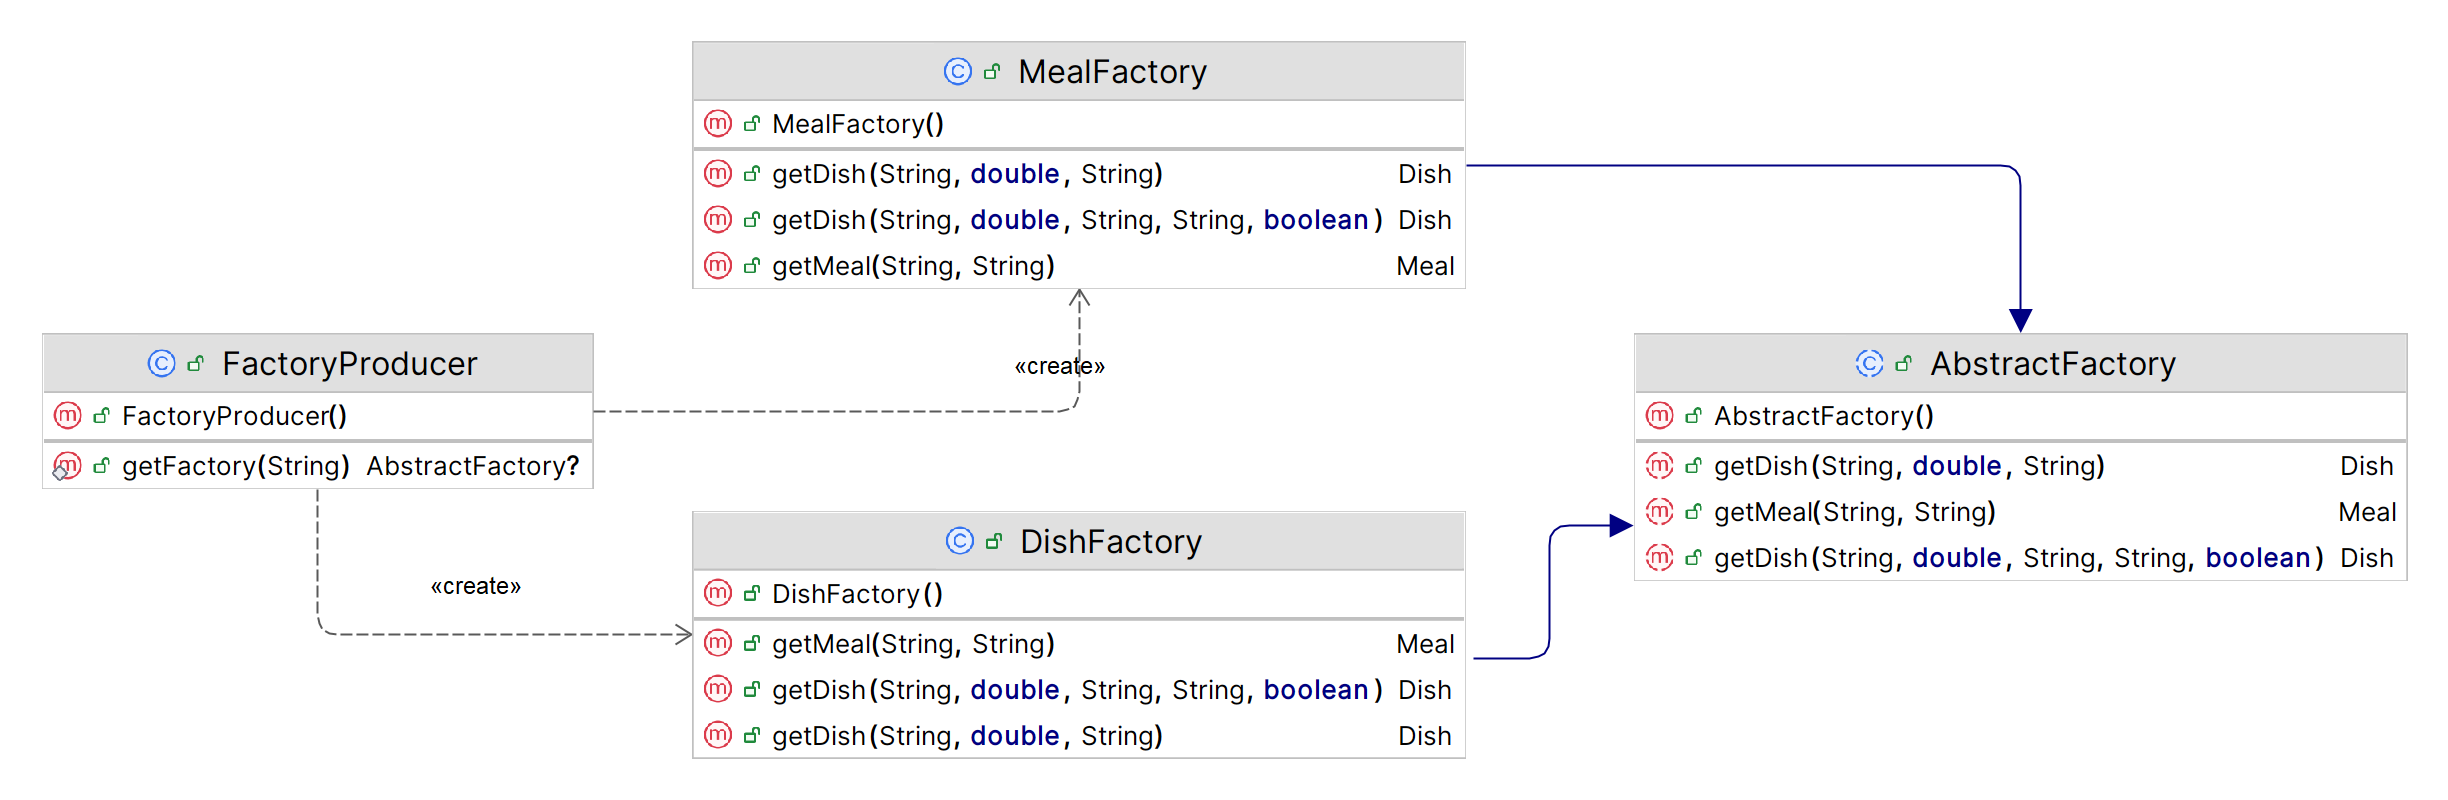 MealFactory
MealFactory()
getDish(String, double, String) Dish
getDish(String, double, String, String, boolean) Dish
getMeal(String, String) Meal
«create»
FactoryProducer
FactoryProducer()
getFactory(String) AbstractFactory?
«create»
DishFactory
DishFactory()
getMeal(String, String) Meal
getDish(String, double, String, String, boolean) Dish
getDish(String, double, String) Dish
AbstractFactory
AbstractFactory()
getDish(String, double, String) Dish
getMeal(String, String) Meal
getDish(String, double, String, String, boolean) Dish